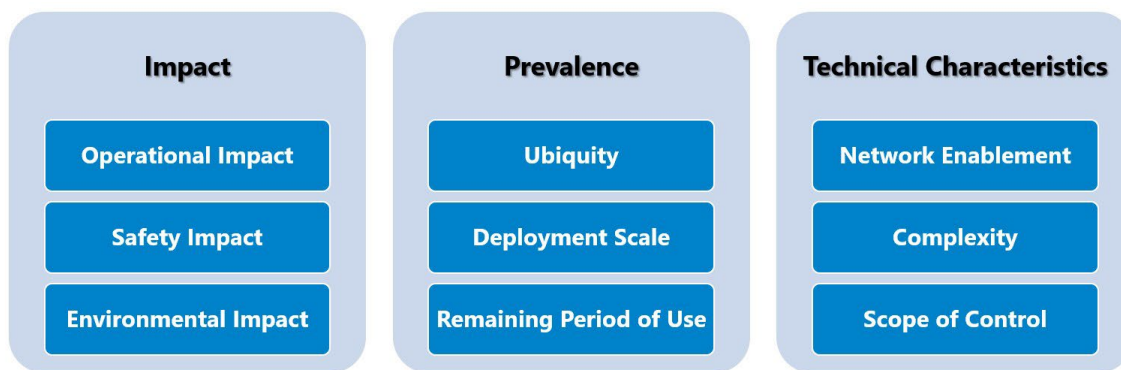 Impact
Operational Impact
Safety Impact
Environmental Impact
Prevalence
Ubiquity
Deployment Scale
Remaining Period of Use
Technical Characteristics
Network Enablement
Complexity
Scope of Control